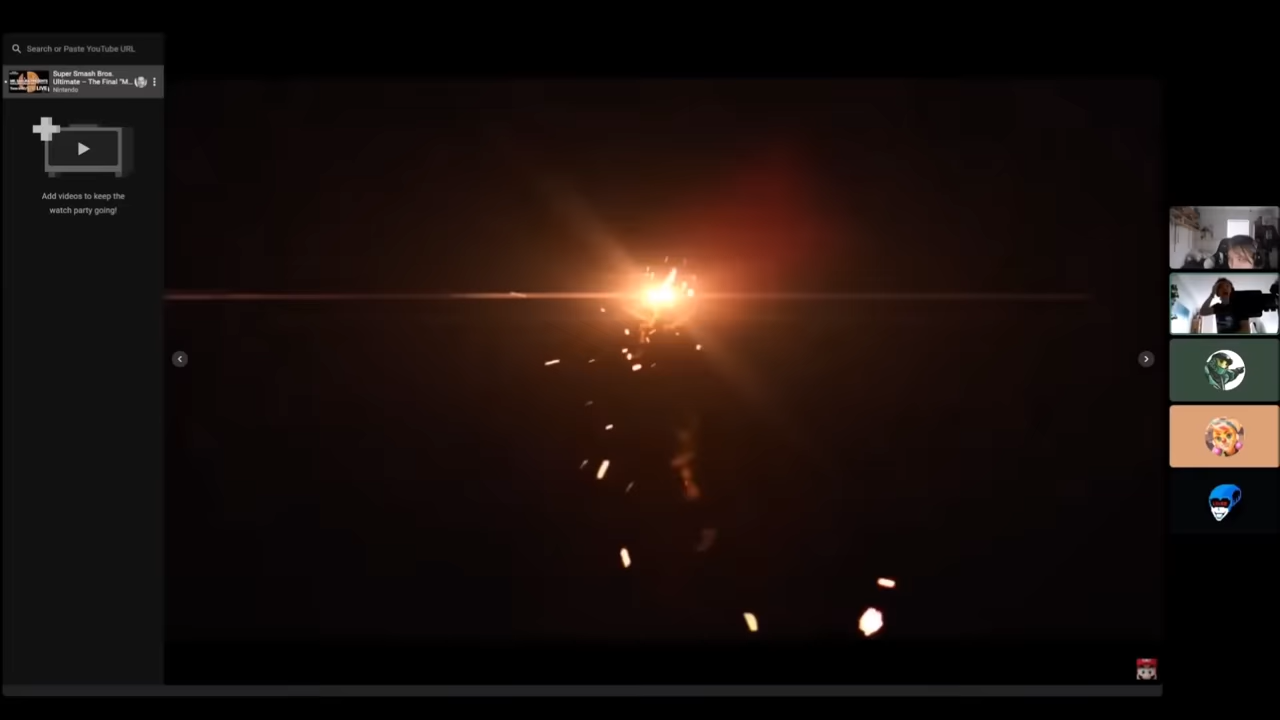 Search or Paste YouTube URL
Super Smash Bros.
Ultimate – The Final "M...
Nintendo
LIVE
Add videos to keep the
watch party going!